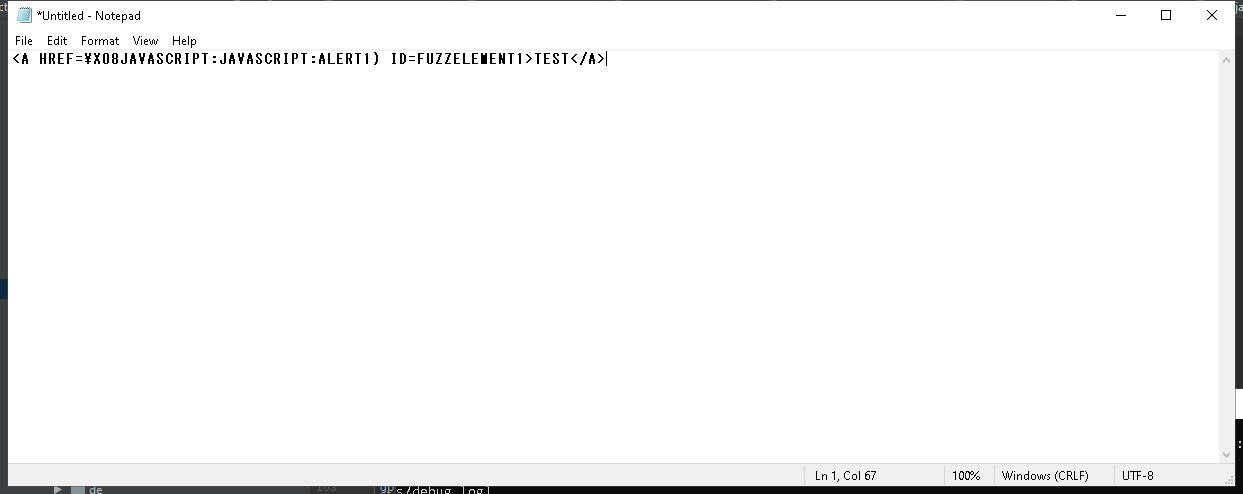 *Untitled - Notepad
File Edit Format View Help
<A HREF=¥X08JAVASCRIPT:JAVASCRIPT:ALERT1) ID=FUZZELEMENT1>TEST</A>
Ln 1, Col 67 100% Windows (CRLF) UTF-8
de s/debug.log